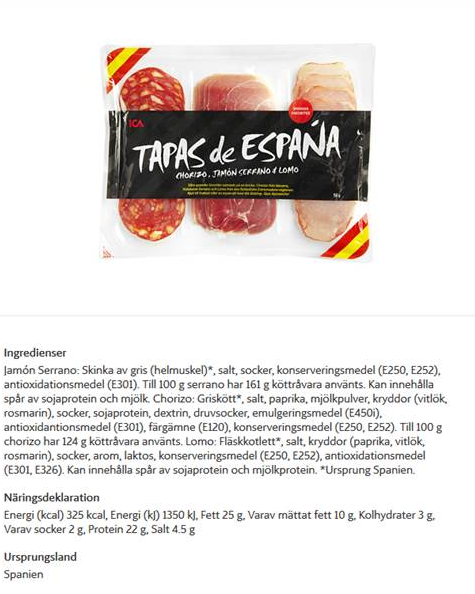 ICA
TAPAS de ESPAÑA
CHORIZO, JAMÓN SERRANO & LOMO
Ingredienser
Jamón Serrano: Skinka av gris (helmuskel)*, salt, socker, konserveringsmedel (E250, E252),
antioxidationsmedel (E301). Till 100 g serrano har 161 g köttråvara använts. Kan innehålla
spår av sojaprotein och mjölk. Chorizo: Griskött*, salt, paprika, mjölkpulver, kryddor (vitlök,
rosmarin), socker, sojaprotein, dextrin, druvsocker, emulgeringsmedel (E450i),
antioxidantionsmedel (E301), färgämne (E120), konserveringsmedel (E250, E252). Till 100 g
chorizo har 124 g köttråvara använts. Lomo: Fläskkotlett*, salt, kryddor (paprika, vitlök,
rosmarin), socker, arom, laktos, konserveringsmedel (E250, E252), antioxidationsmedel
(E301, E326). Kan innehålla spår av sojaprotein och mjölkprotein. *Ursprung Spanien.
Näringsdeklaration
Energi (kcal) 325 kcal, Energi (kJ) 1350 kJ, Fett 25 g, Varav mättat fett 10 g, Kolhydrater 3 g,
Varav socker 2 g, Protein 22 g, Salt 4.5 g
Ursprungsland
Spanien